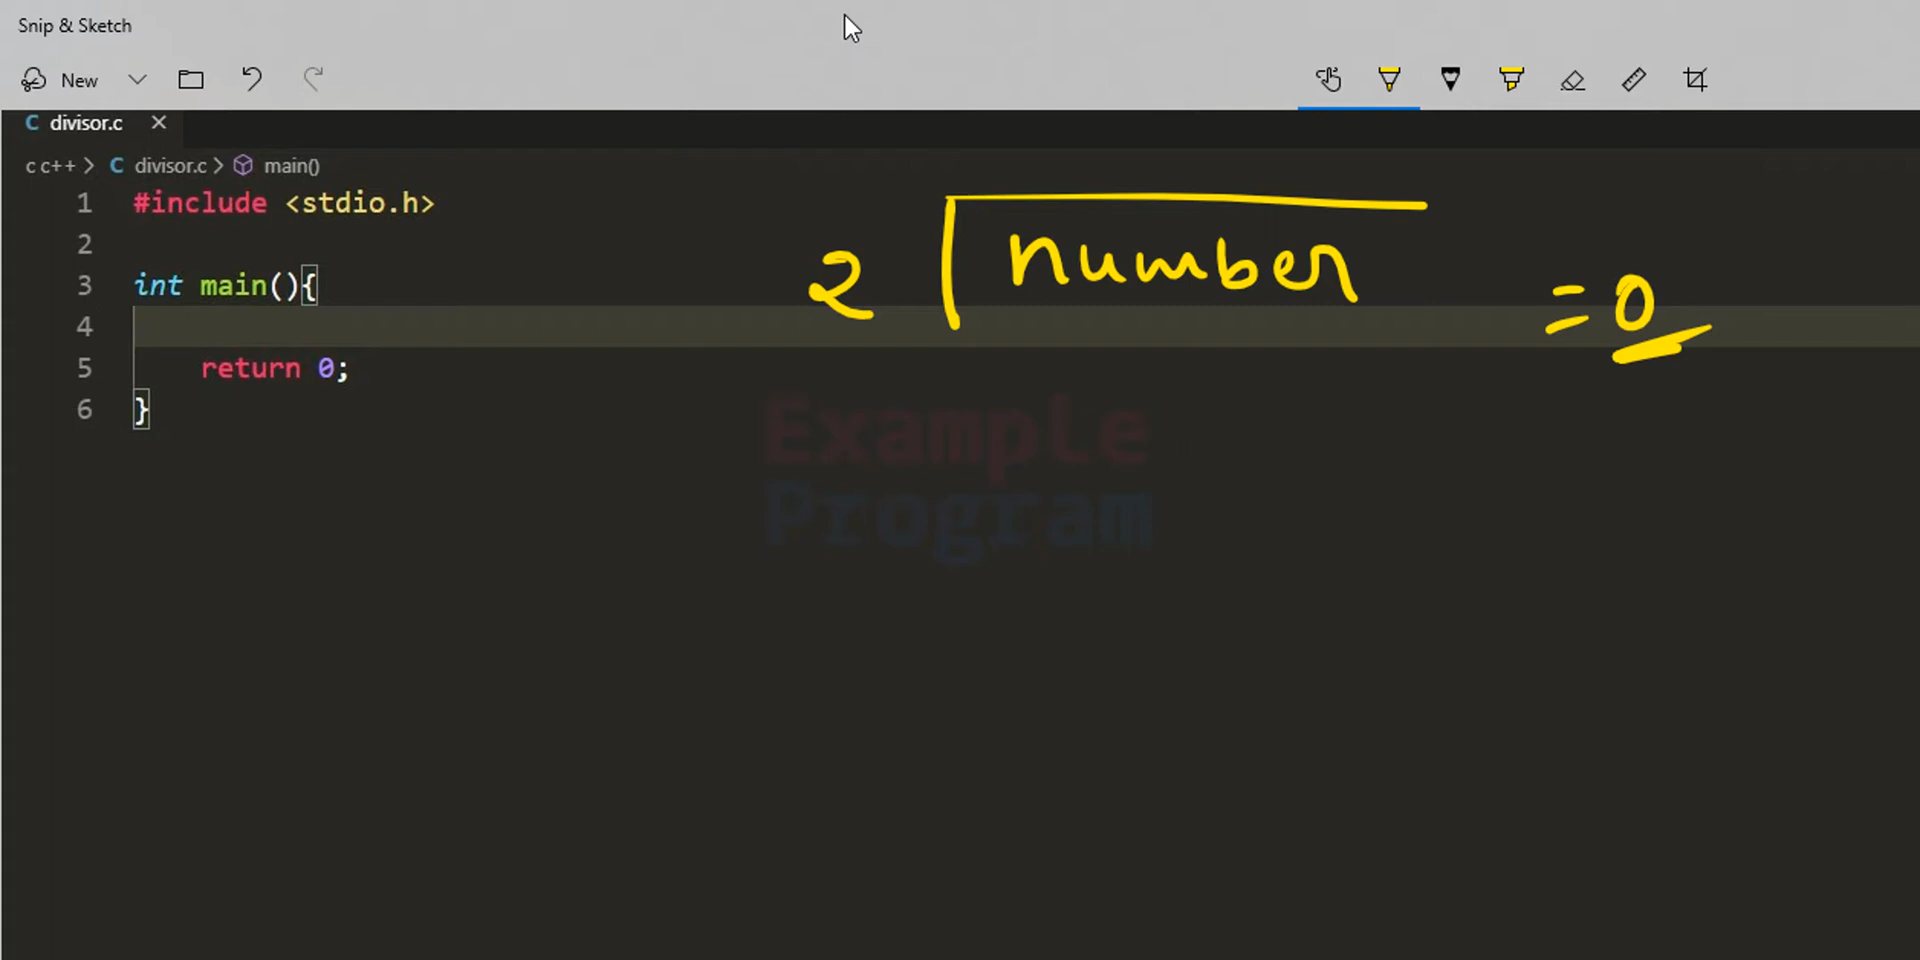 Snip & Sketch
New
divisor.c
c c++ > divisor.c > main()
1 #include <stdio.h>
2
3 int main(){
4
5 return 0;
6 }
2 number = 0
Example
Program